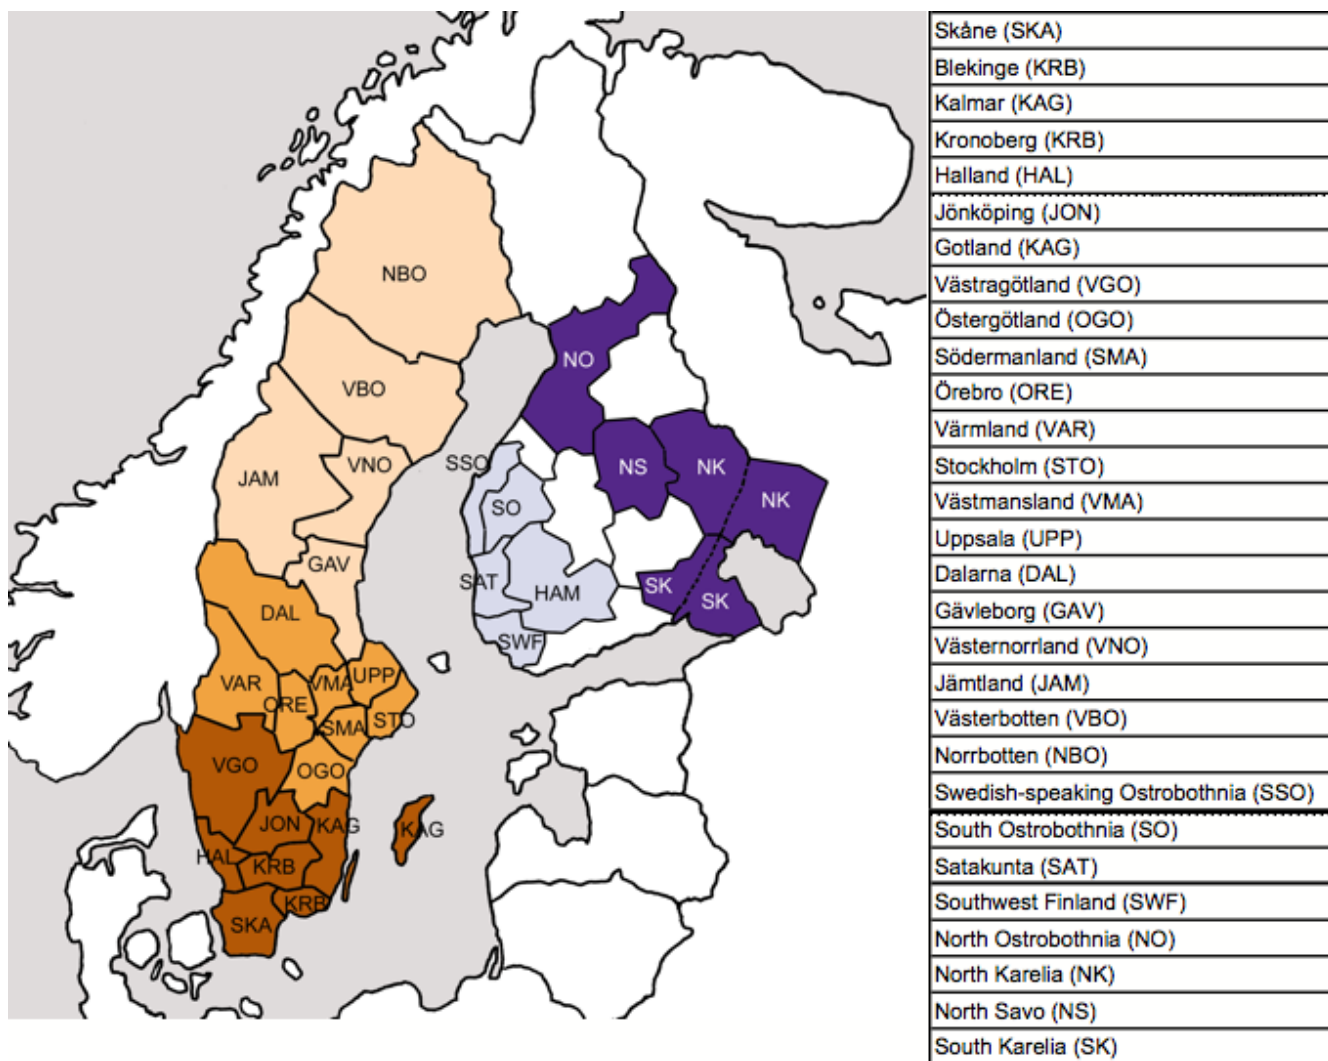 NBO
NO
VBO
SSO
VNO
NS
NK
JAM
NK
SO
GAV
SAT
HAM
SK
SK
DAL
SWF
VAR
VMA
UPP
ORE
STO
SMA
VGO
OGO
JON
KAG
KAG
HAL
KRB
KRB
SKA
Skåne (SKA)
Blekinge (KRB)
Kalmar (KAG)
Kronoberg (KRB)
Halland (HAL)
Jönköping (JON)
Gotland (KAG)
Västragötland (VGO)
Östergötland (OGO)
Södermanland (SMA)
Örebro (ORE)
Värmland (VAR)
Stockholm (STO)
Västmansland (VMA)
Uppsala (UPP)
Dalarna (DAL)
Gävleborg (GAV)
Västernorrland (VNO)
Jämtland (JAM)
Västerbotten (VBO)
Norrbotten (NBO)
Swedish-speaking Ostrobothnia (SSO)
South Ostrobothnia (SO)
Satakunta (SAT)
Southwest Finland (SWF)
North Ostrobothnia (NO)
North Karelia (NK)
North Savo (NS)
South Karelia (SK)